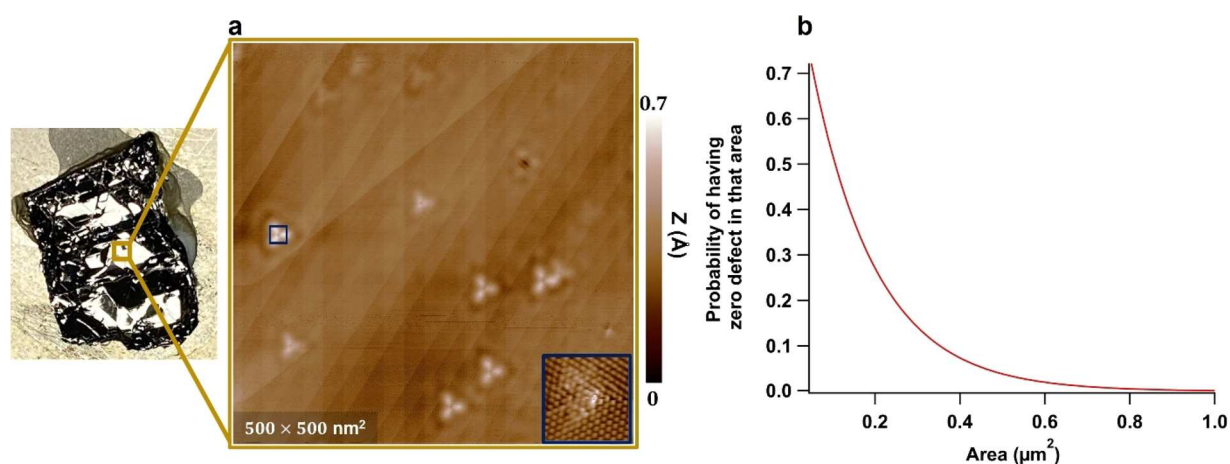 a
0.7
Z (Å)
0
500 × 500 nm²
b
Probability of having
zero defect in that area
0.7
0.6
0.5
0.4
0.3
0.2
0.1
0.0
0.2
0.4
0.6
0.8
1.0
Area (µm²)